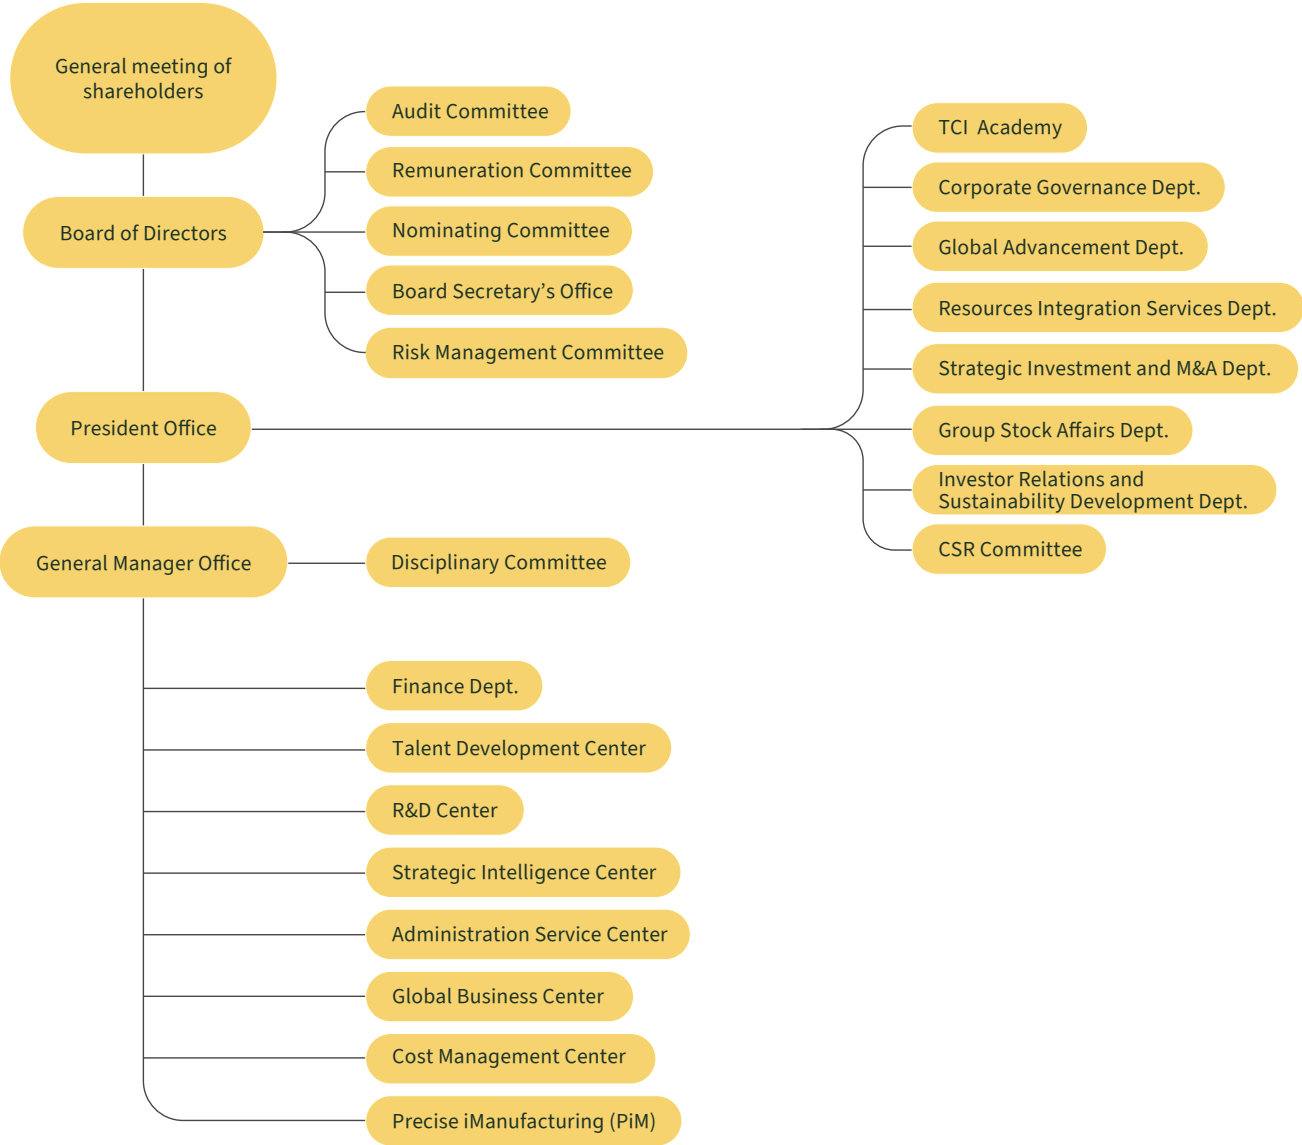 General meeting of
shareholders
Board of Directors
Audit Committee
Remuneration Committee
Nominating Committee
Board Secretary’s Office
Risk Management Committee
President Office
TCI  Academy
Corporate Governance Dept.
Global Advancement Dept.
Resources Integration Services Dept.
Strategic Investment and M&A Dept.
Group Stock Affairs Dept.
Investor Relations and
Sustainability Development Dept.
CSR Committee
General Manager Office
Disciplinary Committee
Finance Dept.
Talent Development Center
R&D Center
Strategic Intelligence Center
Administration Service Center
Global Business Center
Cost Management Center
Precise iManufacturing (PiM)